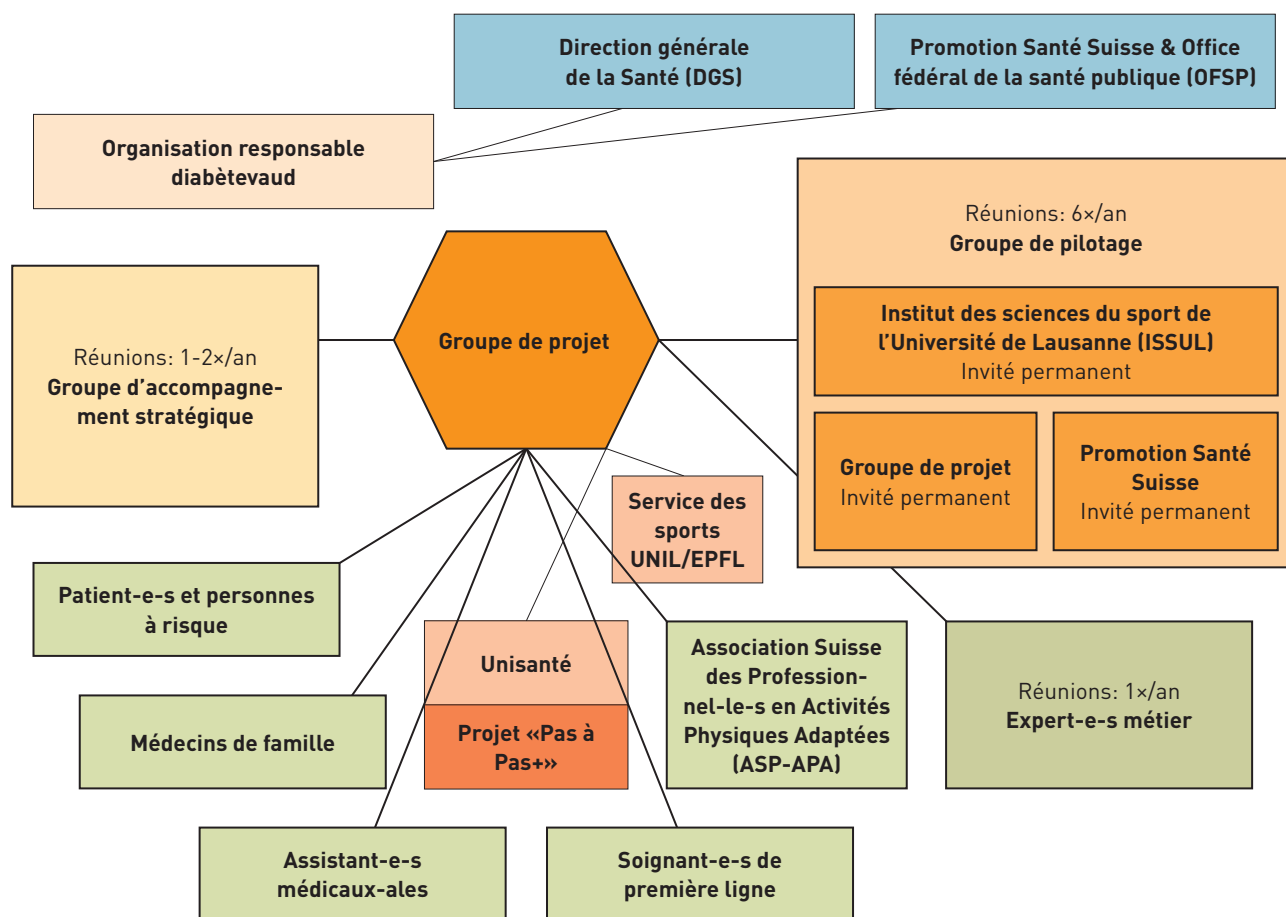 Direction générale
de la Santé (DGS)
Promotion Santé Suisse & Office
fédéral de la santé publique (OFSP)
Organisation responsable
diabètevaud
Réunions: 6×/an
Groupe de pilotage
Institut des sciences du sport de
l’Université de Lausanne (ISSUL)
Invité permanent
Groupe de projet
Invité permanent
Promotion Santé
Suisse
Invité permanent
Groupe de projet
Réunions: 1-2×/an
Groupe d’accompagne-
ment stratégique
Service des
sports
UNIL/EPFL
Patient-e-s et personnes
à risque
Unisanté
Projet «Pas à
Pas+»
Association Suisse
des Profession-
nel-le-s en Activités
Physiques Adaptées
(ASP-APA)
Réunions: 1×/an
Expert-e-s métier
Médecins de famille
Assistant-e-s
médicaux-ales
Soignant-e-s de
première ligne